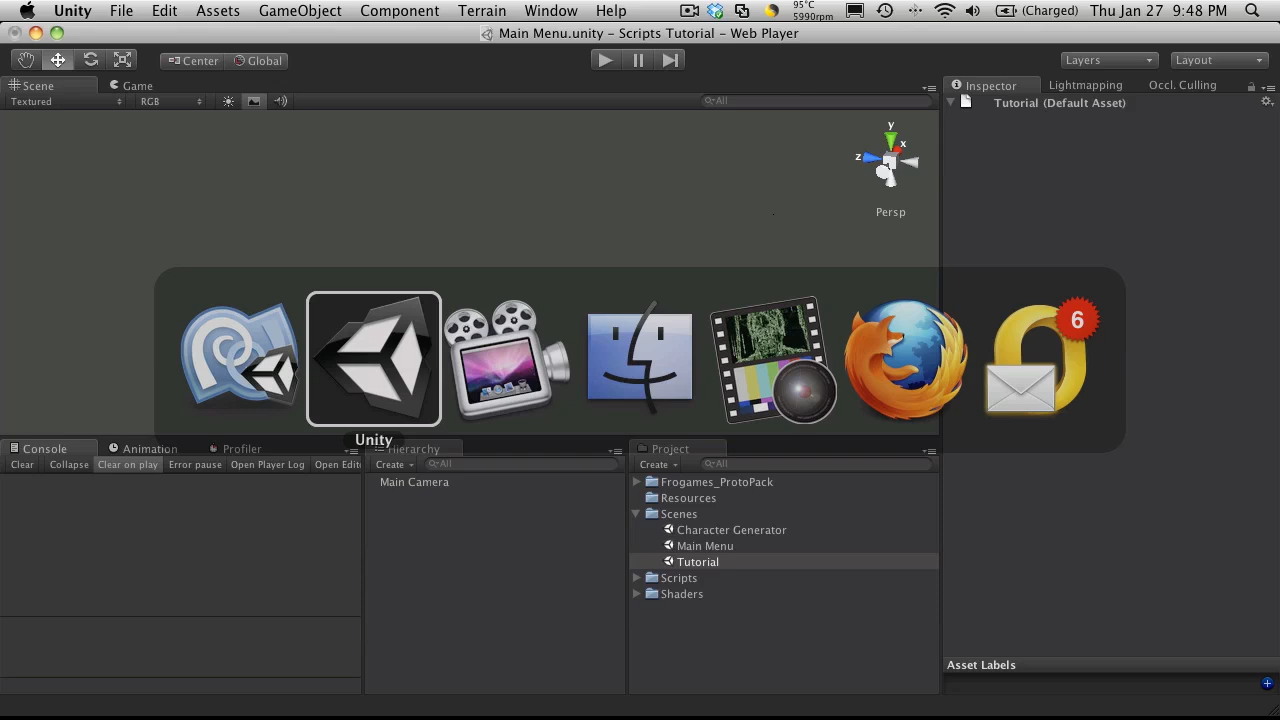 Unity File Edit Assets GameObject Component Terrain Window Help 95°C 5990rpm (Charged) Thu Jan 27 9:48 PM
Main Menu.unity – Scripts Tutorial – Web Player
Center Global Layers Layout
Scene Game Inspector Lightmapping Occl. Culling
Textured RGB All
Tutorial (Default Asset)
y
x
z
Persp
6
Unity
Console Animation Profiler Hierarchy Project
Clear Collapse Clear on play Error pause Open Player Log Open Edit Create All Create All
Main Camera
Frogames_ProtoPack
Resources
Scenes
Character Generator
Main Menu
Tutorial
Scripts
Shaders
Asset Labels